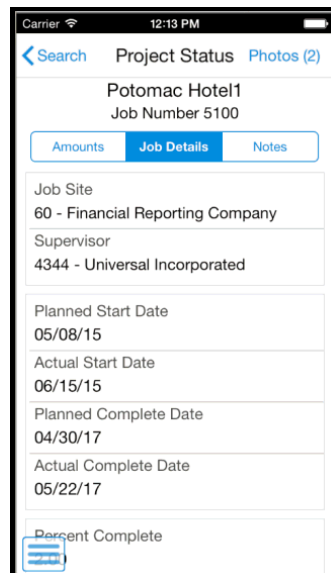 Carrier 12:13 PM
Search Project Status Photos (2)
Potomac Hotel1
Job Number 5100
Amounts Job Details Notes
Job Site
60 - Financial Reporting Company
Supervisor
4344 - Universal Incorporated
Planned Start Date
05/08/15
Actual Start Date
06/15/15
Planned Complete Date
04/30/17
Actual Complete Date
05/22/17
Percent Complete
2.00